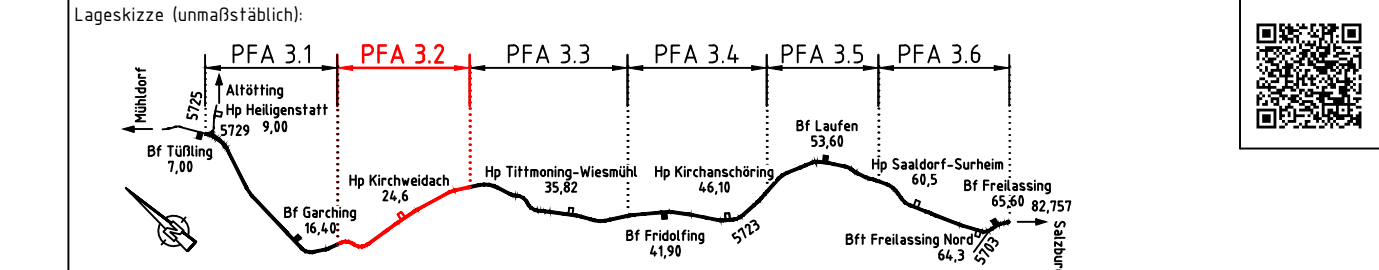 Lageskizze (unmaßstäblich):
PFA 3.1
PFA 3.2
PFA 3.3
PFA 3.4
PFA 3.5
PFA 3.6
Mühldorf
5725
Altötting
Hp Heiligenstatt
9,00
5729
Bf Tüßling
7,00
Bf Garching
16,40
Hp Kirchweidach
24,6
Hp Tittmoning-Wiesmühl
35,82
Bf Fridolfing
41,90
Hp Kirchanschöring
46,10
5723
Bf Laufen
53,60
Hp Saaldorf-Surheim
60,5
Bf Freilassing
65,60
82,757
Bft Freilassing Nord
64,3
5703
Salzbur